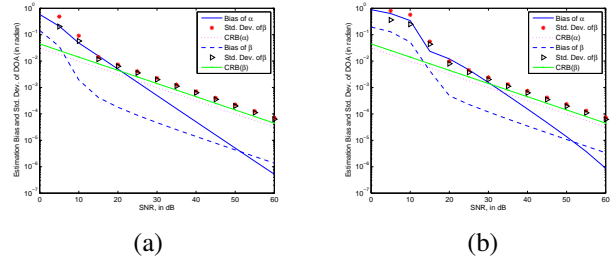 10^1
10^0
10^-1
10^-2
10^-3
10^-4
10^-5
10^-6
10^-7
0 10 20 30 40 50 60
SNR, in dB
Estimation Bias and Std. Dev. of DOA (in radian)
Bias of α
Std. Dev. of β
CRB(α)
Bias of β
Std. Dev. of β
CRB(β)
(a)
10^0
10^-1
10^-2
10^-3
10^-4
10^-5
10^-6
10^-7
0 10 20 30 40 50 60
SNR, in dB
Estimation Bias and Std. Dev. of DOA (in radian)
Bias of α
Std. Dev. of β
CRB(α)
Bias of β
Std. Dev. of β
CRB(β)
(b)